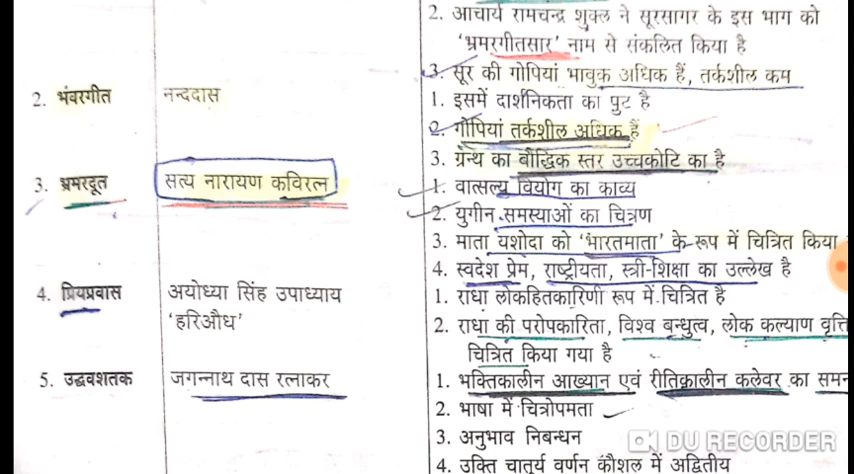 2. आचार्य रामचन्द्र शुक्ल ने सूरसागर के इस भाग को
'भ्रमरगीतसार' नाम से संकलित किया है
3. सूर की गोपियां भावुक अधिक हैं, तर्कशील कम
2. भंवरगीत नन्ददास 1. इसमें दार्शनिकता का पुट है
2. गोपियां तर्कशील अधिक हैं
3. ग्रन्थ का बौद्धिक स्तर उच्चकोटि का है
3. भ्रमरदूत सत्य नारायण कविरत्न 1. वात्सल्य वियोग का काव्य
2. युगीन समस्याओं का चित्रण
3. माता यशोदा को 'भारतमाता' के रूप में चित्रित किया
4. स्वदेश प्रेम, राष्ट्रीयता, स्त्री-शिक्षा का उल्लेख है
4. प्रियप्रवास अयोध्या सिंह उपाध्याय 1. राधा लोकहितकारिणी रूप में चित्रित है
'हरिऔध' 2. राधा की परोपकारिता, विश्व बन्धुत्व, लोक कल्याण वृत्ति
चित्रित किया गया है
5. उद्धवशतक जगन्नाथ दास रत्नाकर 1. भक्तिकालीन आख्यान एवं रीतिकालीन कलेवर का समन
2. भाषा में चित्रोपमता
3. अनुभाव निबन्धन
DU RECORDER
4. उक्ति चातुर्य वर्णन कौशल में अद्वितीय